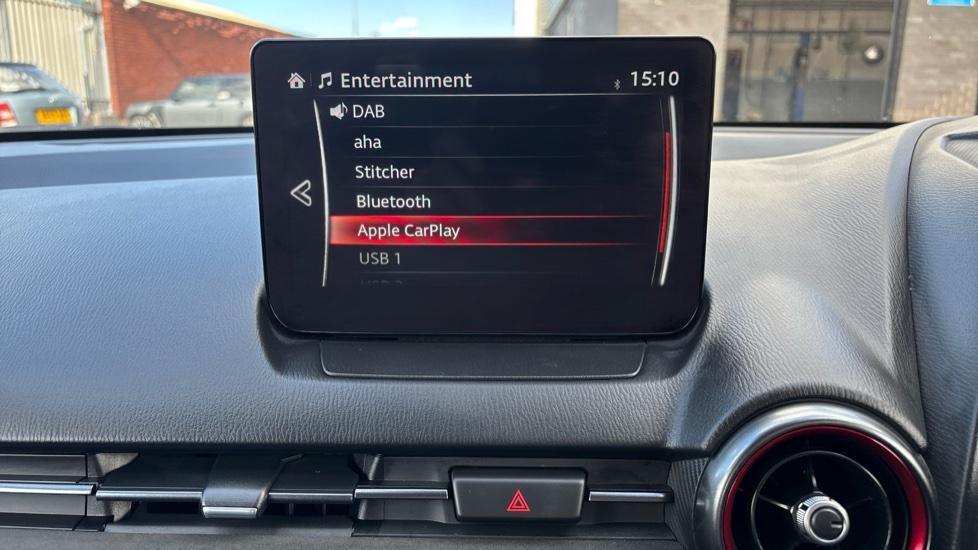 Entertainment 15:10
DAB
aha
Stitcher
Bluetooth
Apple CarPlay
USB 1